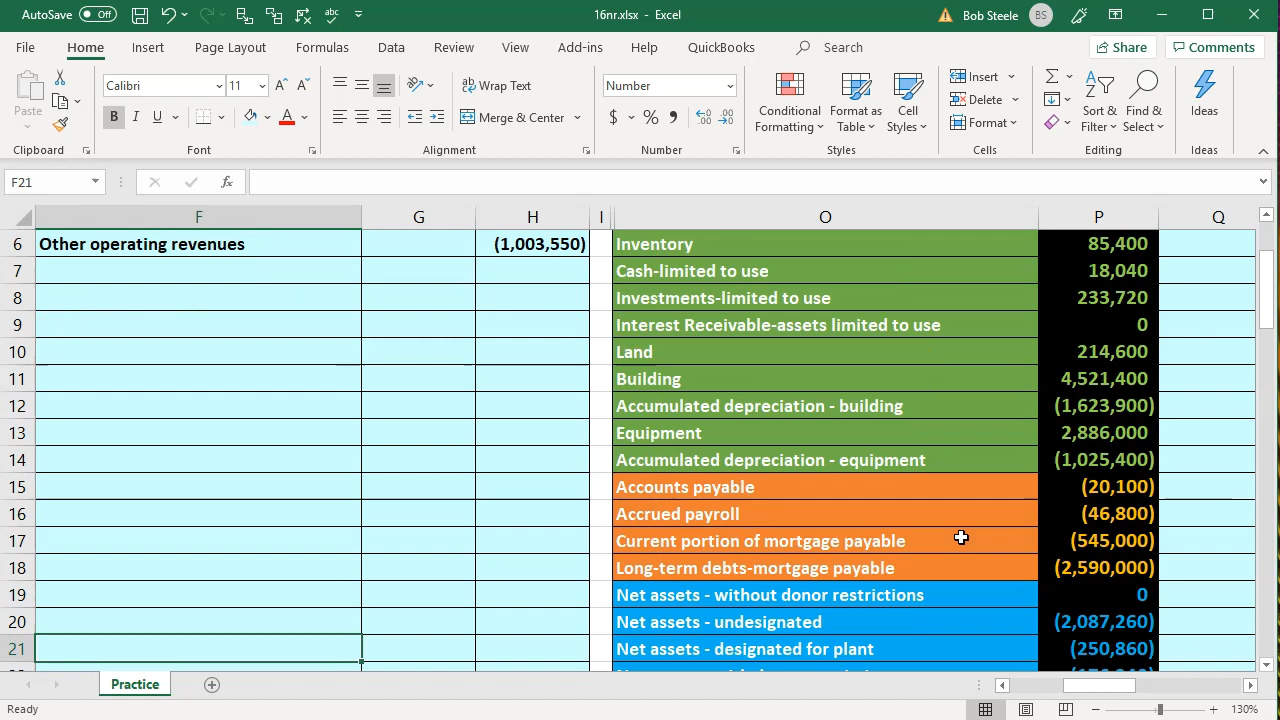 AutoSave Off 16nr.xlsx - Excel Bob Steele BS
File Home Insert Page Layout Formulas Data Review View Add-ins Help QuickBooks Search Share Comments
Paste Calibri 11 A A Wrap Text Number Conditional Formatting Format as Table Cell Styles Insert Sort & Filter Find & Select Ideas
B I U A Merge & Center $ % 9 Delete
Format
Clipboard Font Alignment Number Styles Cells Editing Ideas
F21 fx
F G H I O P Q
6 Other operating revenues (1,003,550) Inventory 85,400
7 Cash-limited to use 18,040
8 Investments-limited to use 233,720
9 Interest Receivable-assets limited to use 0
10 Land 214,600
11 Building 4,521,400
12 Accumulated depreciation - building (1,623,900)
13 Equipment 2,886,000
14 Accumulated depreciation - equipment (1,025,400)
15 Accounts payable (20,100)
16 Accrued payroll (46,800)
17 Current portion of mortgage payable (545,000)
18 Long-term debts-mortgage payable (2,590,000)
19 Net assets - without donor restrictions 0
20 Net assets - undesignated (2,087,260)
21 Net assets - designated for plant (250,860)
Practice
Ready 130%